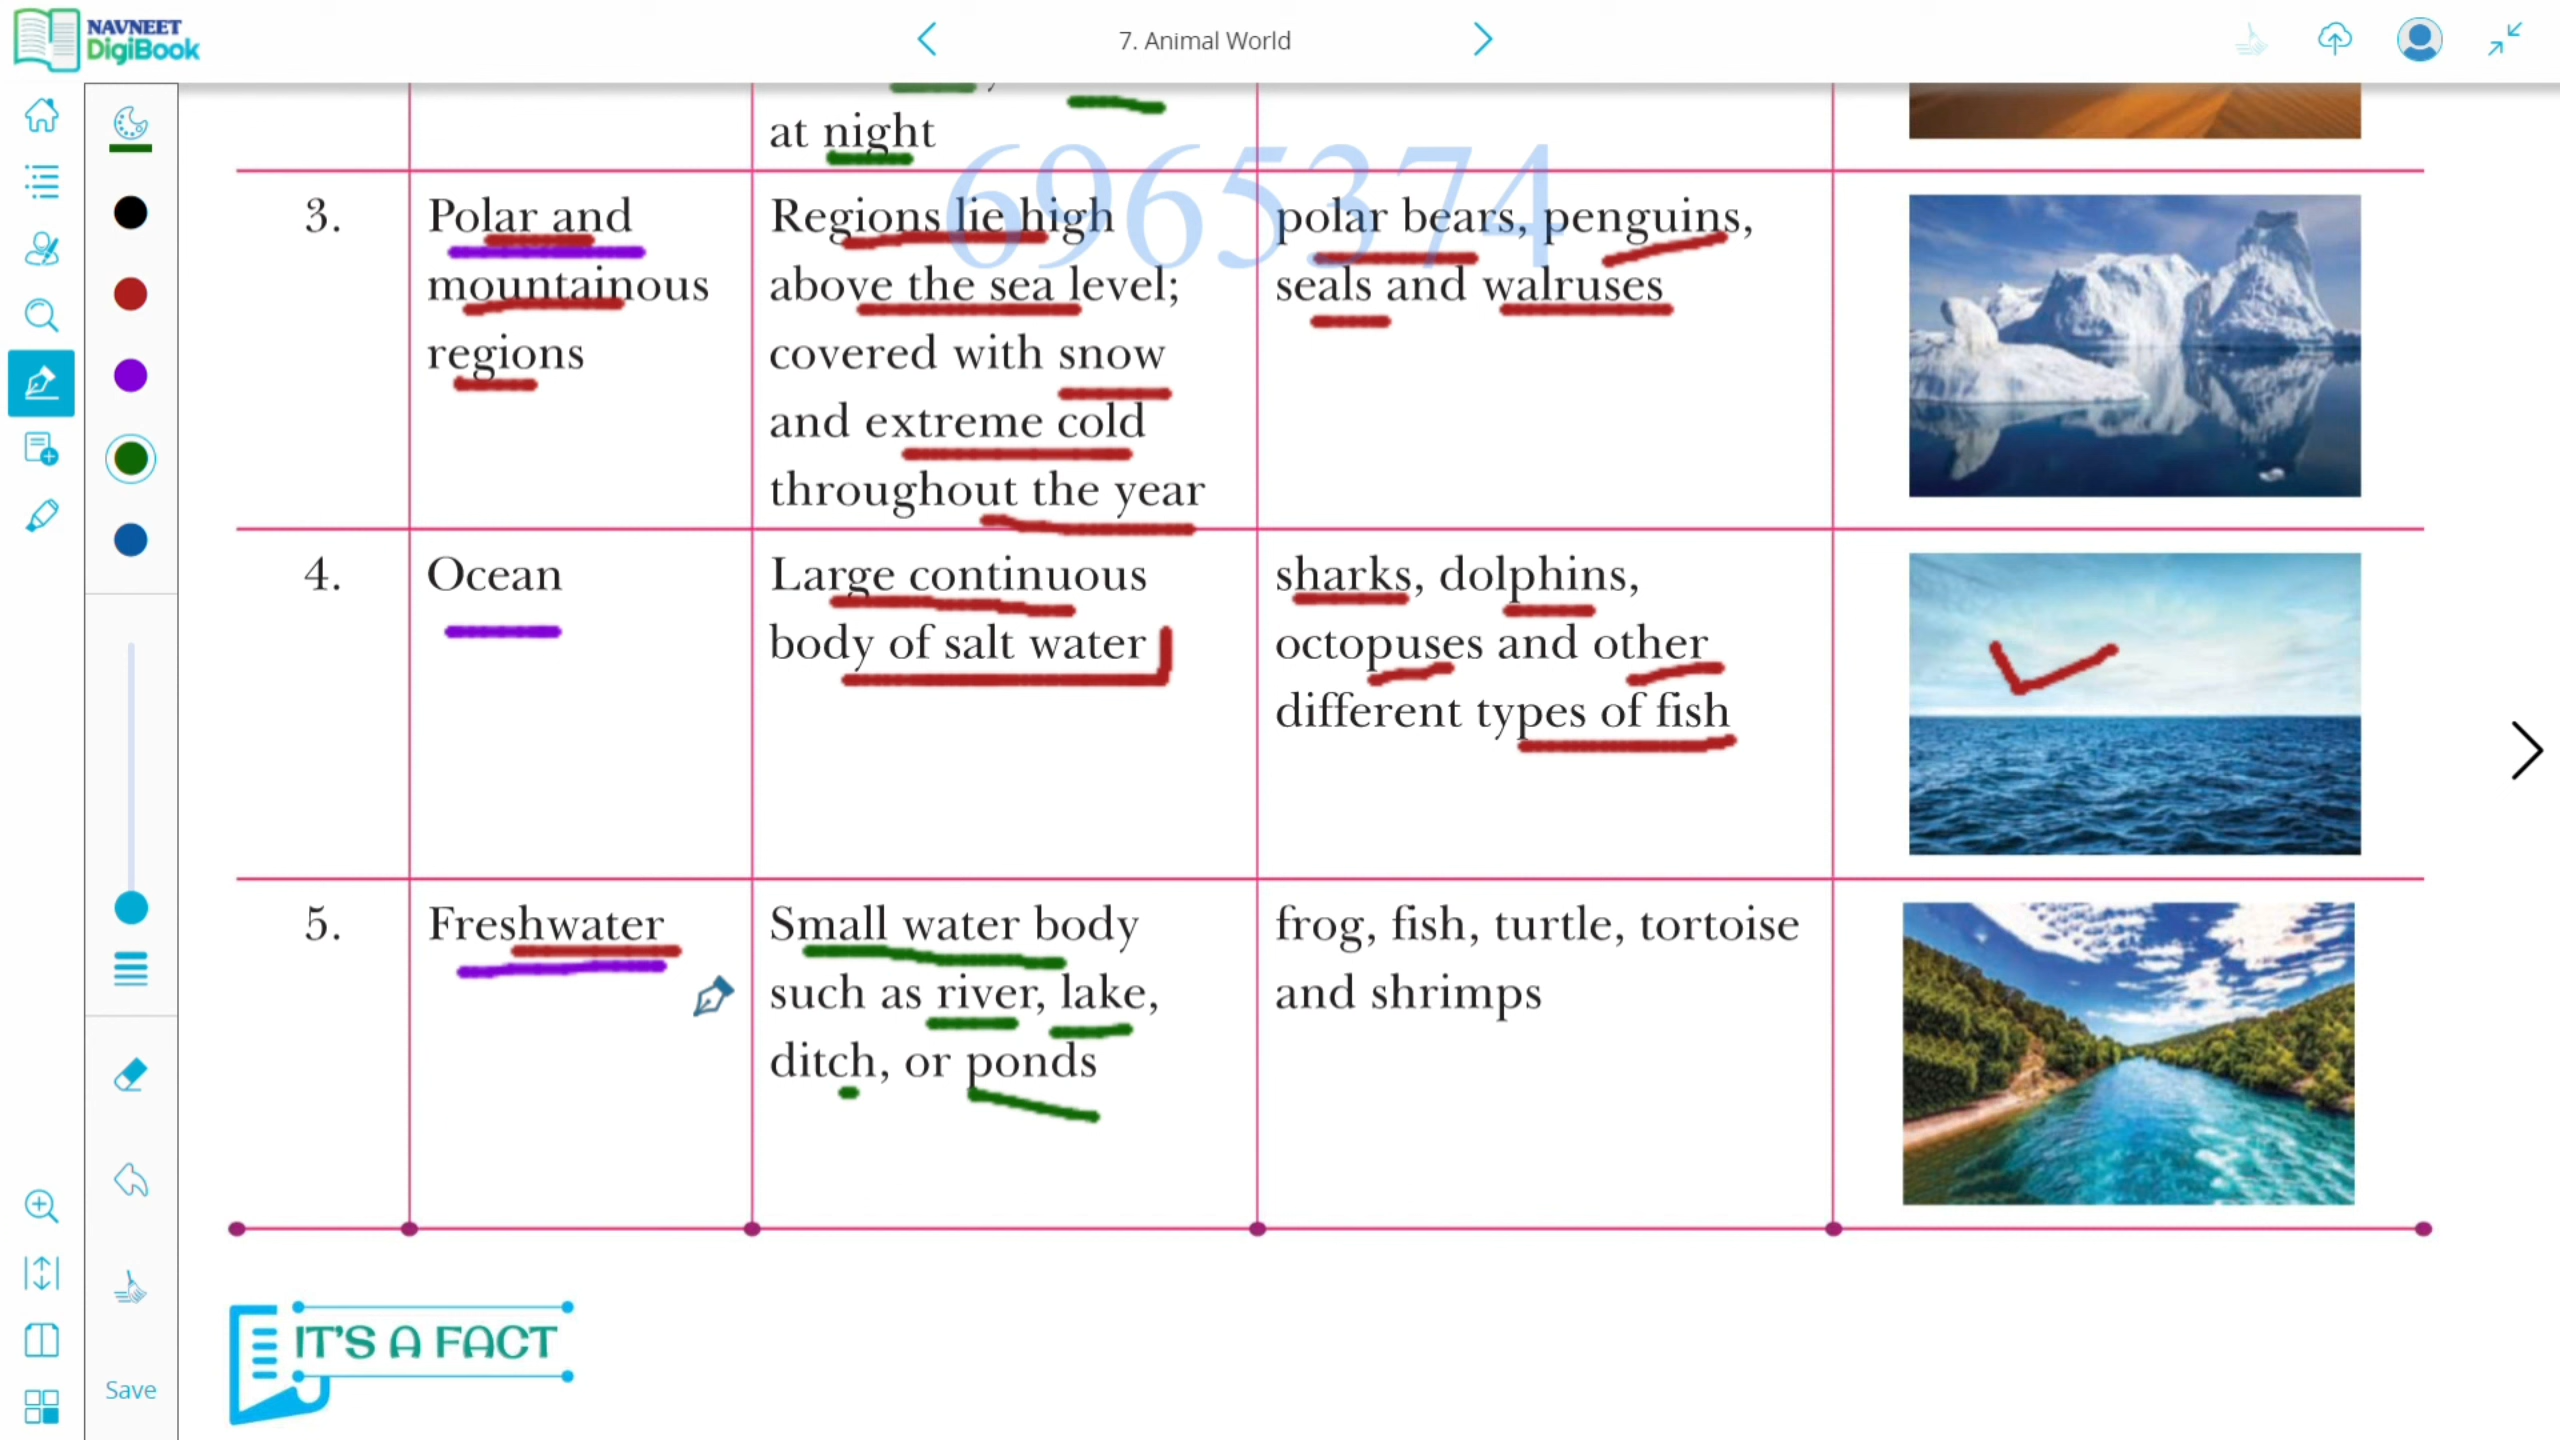 NAVNEET
DigiBook
7. Animal World
at night
6965374
3.
Polar and
mountainous
regions
Regions lie high
above the sea level;
covered with snow
and extreme cold
throughout the year
polar bears, penguins,
seals and walruses
4.
Ocean
Large continuous
body of salt water
sharks, dolphins,
octopuses and other
different types of fish
5.
Freshwater
Small water body
such as river, lake,
ditch, or ponds
frog, fish, turtle, tortoise
and shrimps
IT'S A FACT
Save